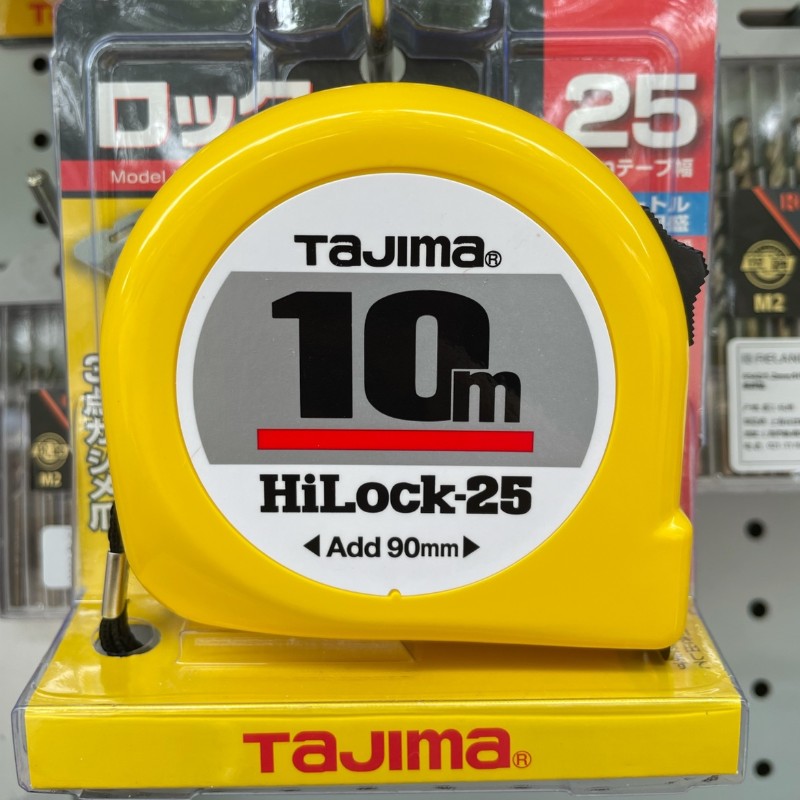 ロック
25
Model
テープ幅
TAJIMA®
10m
HiLock-25
◀Add 90mm▶
M2
M2
TAJIMA®